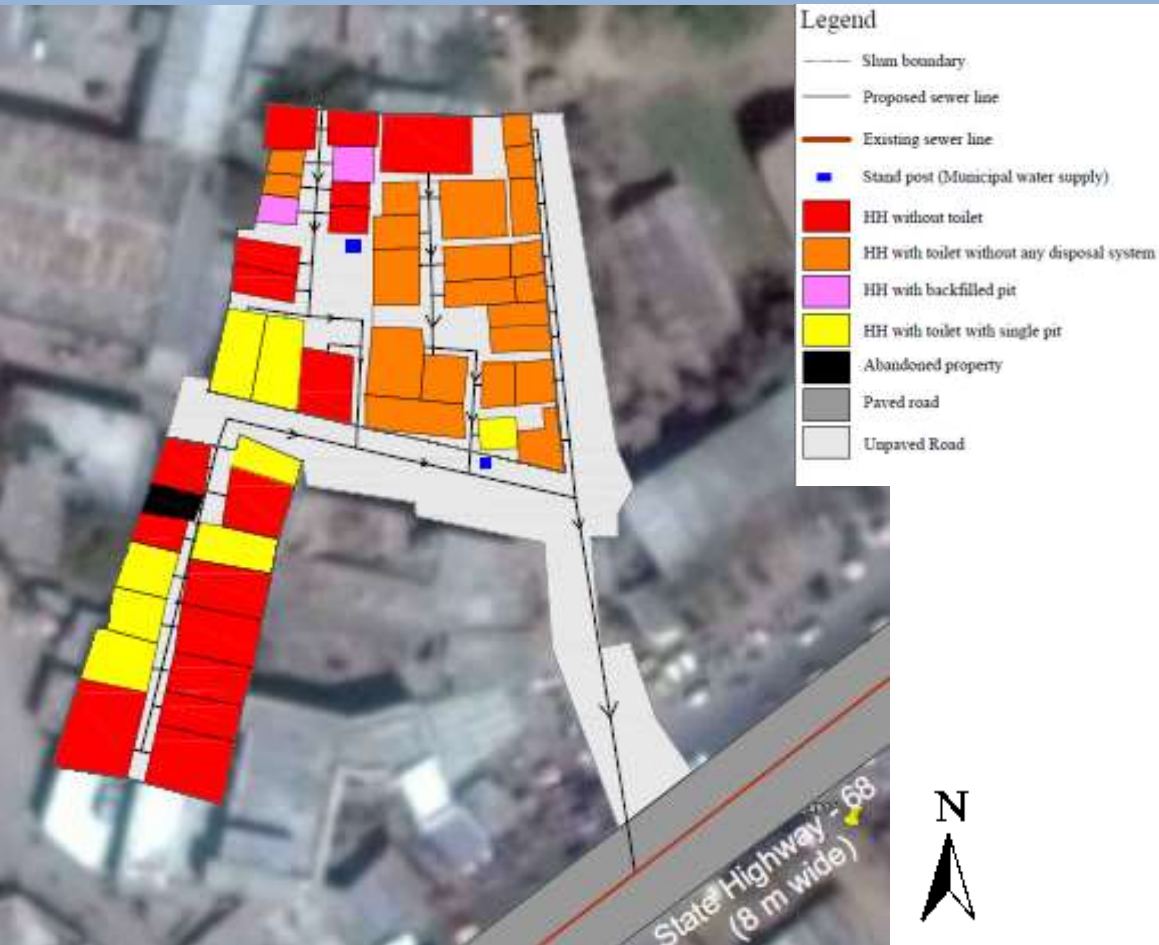 Legend
Slum boundary
Proposed sewer line
Existing sewer line
Stand post (Municipal water supply)
HH without toilet
HH with toilet without any disposal system
HH with backfilled pit
HH with toilet with single pit
Abandoned property
Paved road
Unpaved Road
State Highway - 68
(8 m wide)
N